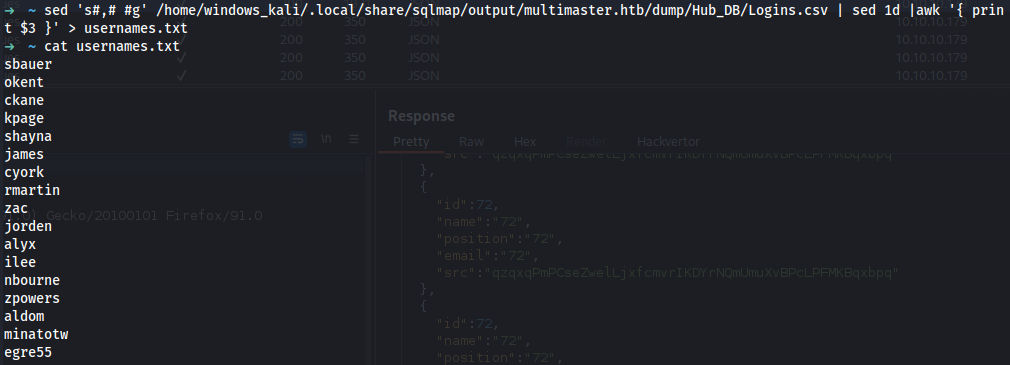 → ~ sed 's#,# #g' /home/windows_kali/.local/share/sqlmap/output/multimaster.htb/dump/Hub_DB/Logins.csv | sed 1d |awk '{ prin
t $3 }' > usernames.txt
→ ~ cat usernames.txt
sbauer
okent
ckane
kpage
shayna
james
cyork
rmartin
zac
jorden
alyx
ilee
nbourne
zpowers
aldom
minatotw
egre55
200 350 JSON 10.10.10.179
200 350 JSON 10.10.10.179
200 350 JSON 10.10.10.179
\n
Gecko/20100101 Firefox/91.0
Response
Pretty Raw Hex Render Hackvertor
},
{
"id":72,
"name":"72",
"position":"72",
"email":"72",
"src":"qzqxqPmPCseZwelLjxfcmvrIKDYrNQmUmuXvBPcLPFMKBqxbpq"
},
{
"id":72,
"name":"72",
"position":"72",